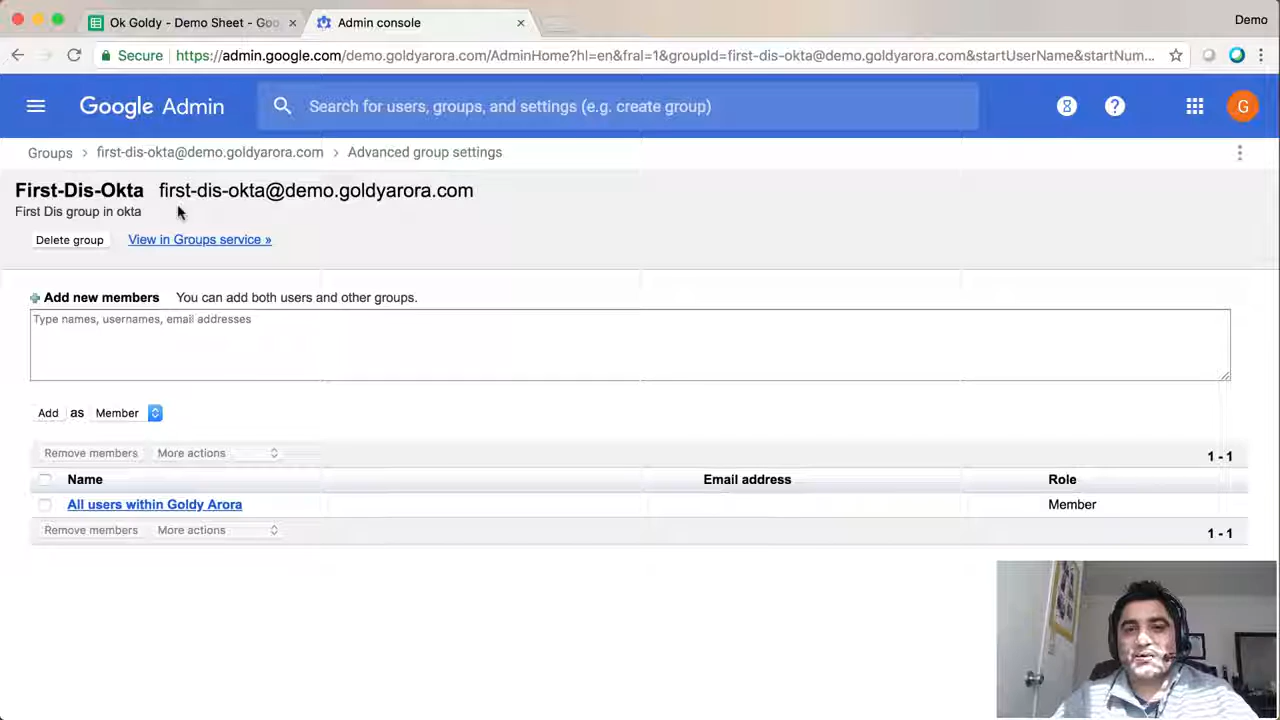 Ok Goldy - Demo Sheet - Goo
Admin console
Demo
Secure
https://admin.google.com/demo.goldyarora.com/AdminHome?hl=en&fral=1&groupId=first-dis-okta@demo.goldyarora.com&startUserName&startNum...
Google Admin
Search for users, groups, and settings (e.g. create group)
G
Groups > first-dis-okta@demo.goldyarora.com > Advanced group settings
First-Dis-Okta first-dis-okta@demo.goldyarora.com
First Dis group in okta
Delete group View in Groups service »
Add new members You can add both users and other groups.
Type names, usernames, email addresses
Add as Member
Remove members More actions 1 - 1
Name Email address Role
All users within Goldy Arora Member
Remove members More actions 1 - 1